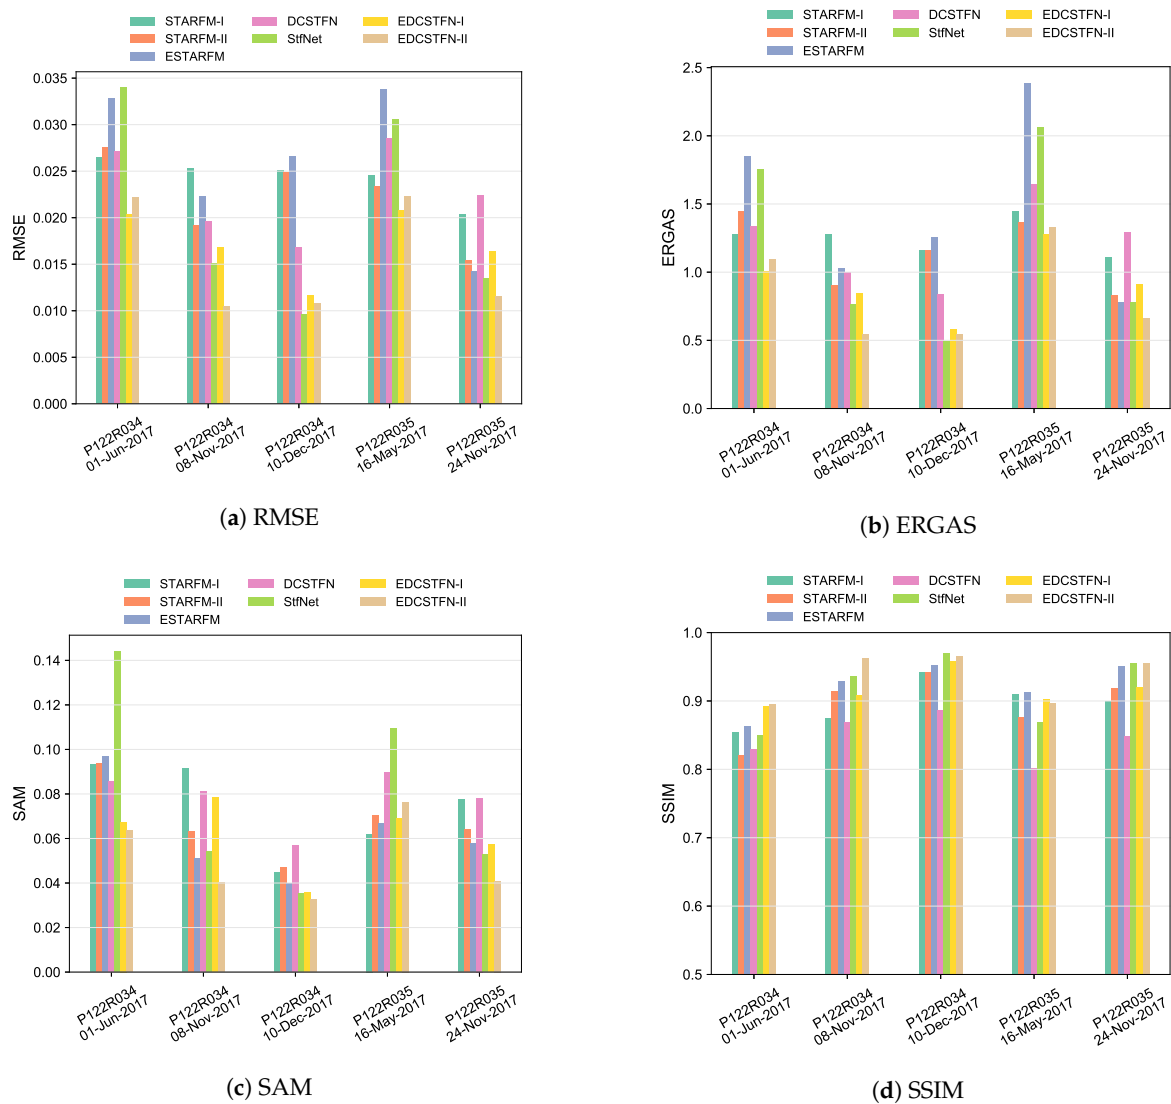 STARFM-I
STARFM-II
ESTARFM
DCSTFN
StfNet
EDCSTFN-I
EDCSTFN-II
RMSE
0.035
0.030
0.025
0.020
0.015
0.010
0.005
0.000
P122R034
01-Jun-2017
P122R034
08-Nov-2017
P122R034
10-Dec-2017
P122R035
16-May-2017
P122R035
24-Nov-2017
(a) RMSE
STARFM-I
STARFM-II
ESTARFM
DCSTFN
StfNet
EDCSTFN-I
EDCSTFN-II
ERGAS
2.5
2.0
1.5
1.0
0.5
0.0
P122R034
01-Jun-2017
P122R034
08-Nov-2017
P122R034
10-Dec-2017
P122R035
16-May-2017
P122R035
24-Nov-2017
(b) ERGAS
STARFM-I
STARFM-II
ESTARFM
DCSTFN
StfNet
EDCSTFN-I
EDCSTFN-II
SAM
0.14
0.12
0.10
0.08
0.06
0.04
0.02
0.00
P122R034
01-Jun-2017
P122R034
08-Nov-2017
P122R034
10-Dec-2017
P122R035
16-May-2017
P122R035
24-Nov-2017
(c) SAM
STARFM-I
STARFM-II
ESTARFM
DCSTFN
StfNet
EDCSTFN-I
EDCSTFN-II
SSIM
1.0
0.9
0.8
0.7
0.6
0.5
P122R034
01-Jun-2017
P122R034
08-Nov-2017
P122R034
10-Dec-2017
P122R035
16-May-2017
P122R035
24-Nov-2017
(d) SSIM